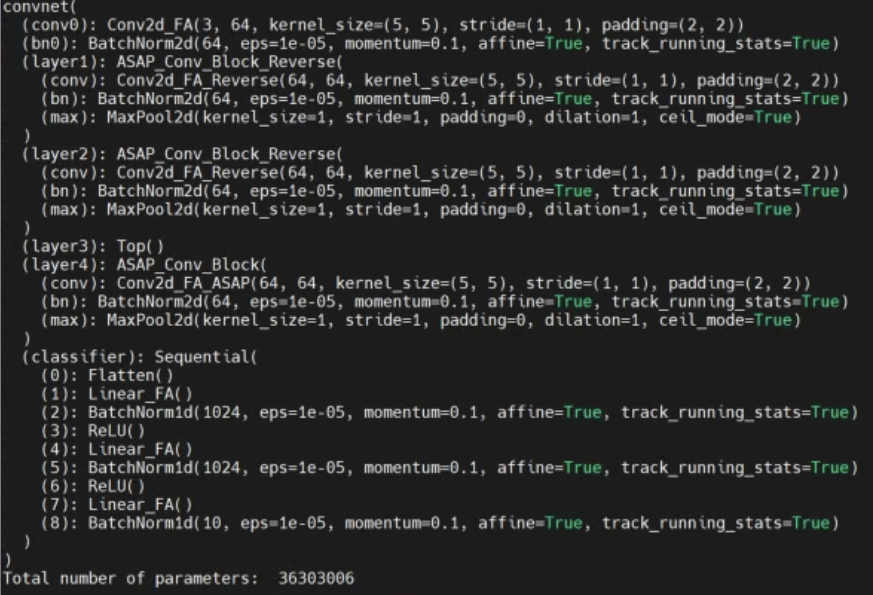 convnet(
  (conv0): Conv2d_FA(3, 64, kernel_size=(5, 5), stride=(1, 1), padding=(2, 2))
  (bn0): BatchNorm2d(64, eps=1e-05, momentum=0.1, affine=True, track_running_stats=True)
  (layer1): ASAP_Conv_Block_Reverse(
    (conv): Conv2d_FA_Reverse(64, 64, kernel_size=(5, 5), stride=(1, 1), padding=(2, 2))
    (bn): BatchNorm2d(64, eps=1e-05, momentum=0.1, affine=True, track_running_stats=True)
    (max): MaxPool2d(kernel_size=1, stride=1, padding=0, dilation=1, ceil_mode=True)
  )
  (layer2): ASAP_Conv_Block_Reverse(
    (conv): Conv2d_FA_Reverse(64, 64, kernel_size=(5, 5), stride=(1, 1), padding=(2, 2))
    (bn): BatchNorm2d(64, eps=1e-05, momentum=0.1, affine=True, track_running_stats=True)
    (max): MaxPool2d(kernel_size=1, stride=1, padding=0, dilation=1, ceil_mode=True)
  )
  (layer3): Top()
  (layer4): ASAP_Conv_Block(
    (conv): Conv2d_FA_ASAP(64, 64, kernel_size=(5, 5), stride=(1, 1), padding=(2, 2))
    (bn): BatchNorm2d(64, eps=1e-05, momentum=0.1, affine=True, track_running_stats=True)
    (max): MaxPool2d(kernel_size=1, stride=1, padding=0, dilation=1, ceil_mode=True)
  )
  (classifier): Sequential(
    (0): Flatten()
    (1): Linear_FA()
    (2): BatchNorm1d(1024, eps=1e-05, momentum=0.1, affine=True, track_running_stats=True)
    (3): ReLU()
    (4): Linear_FA()
    (5): BatchNorm1d(1024, eps=1e-05, momentum=0.1, affine=True, track_running_stats=True)
    (6): ReLU()
    (7): Linear_FA()
    (8): BatchNorm1d(10, eps=1e-05, momentum=0.1, affine=True, track_running_stats=True)
  )
)
Total number of parameters:  36303006